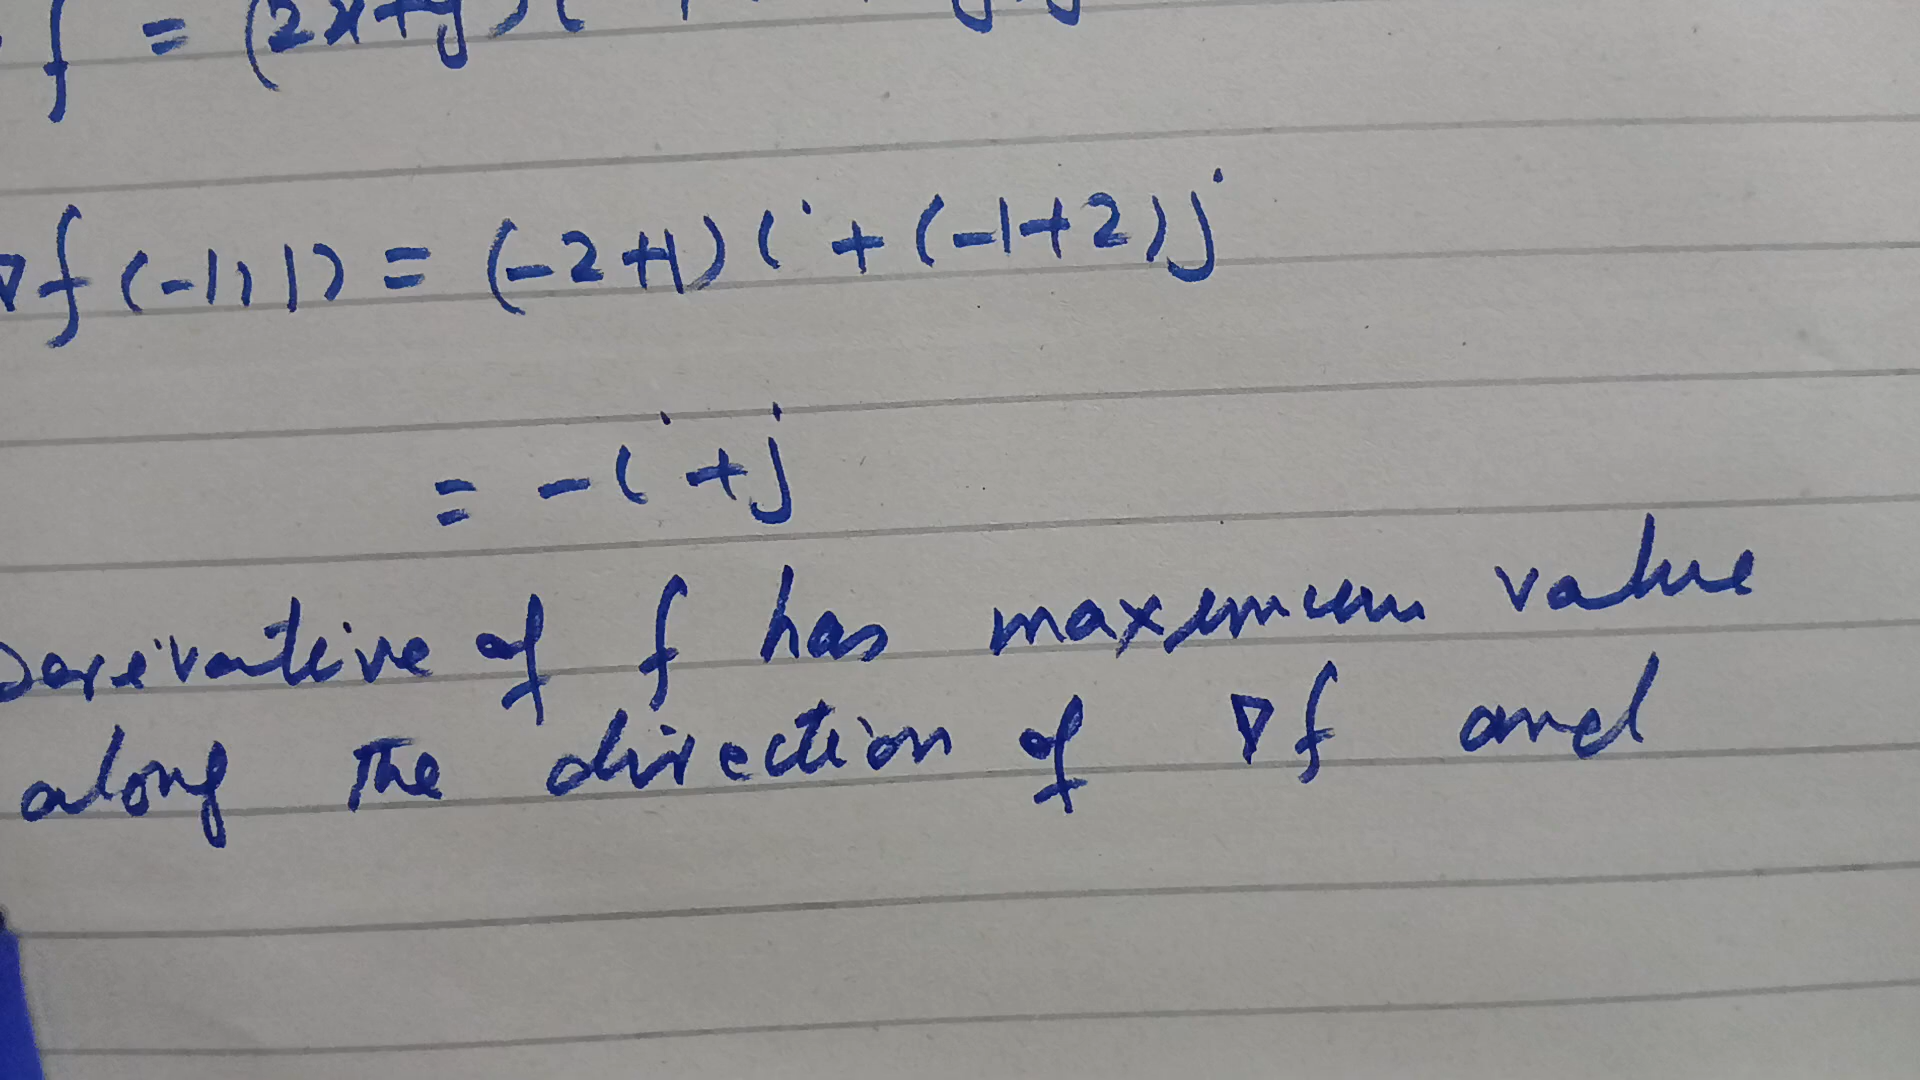 f = (2x+y)i
∇f(-1,1) = (-2+1)i + (-1+2)j
= -i+j
Derivative of f has maximum value
along the direction of ∇f and